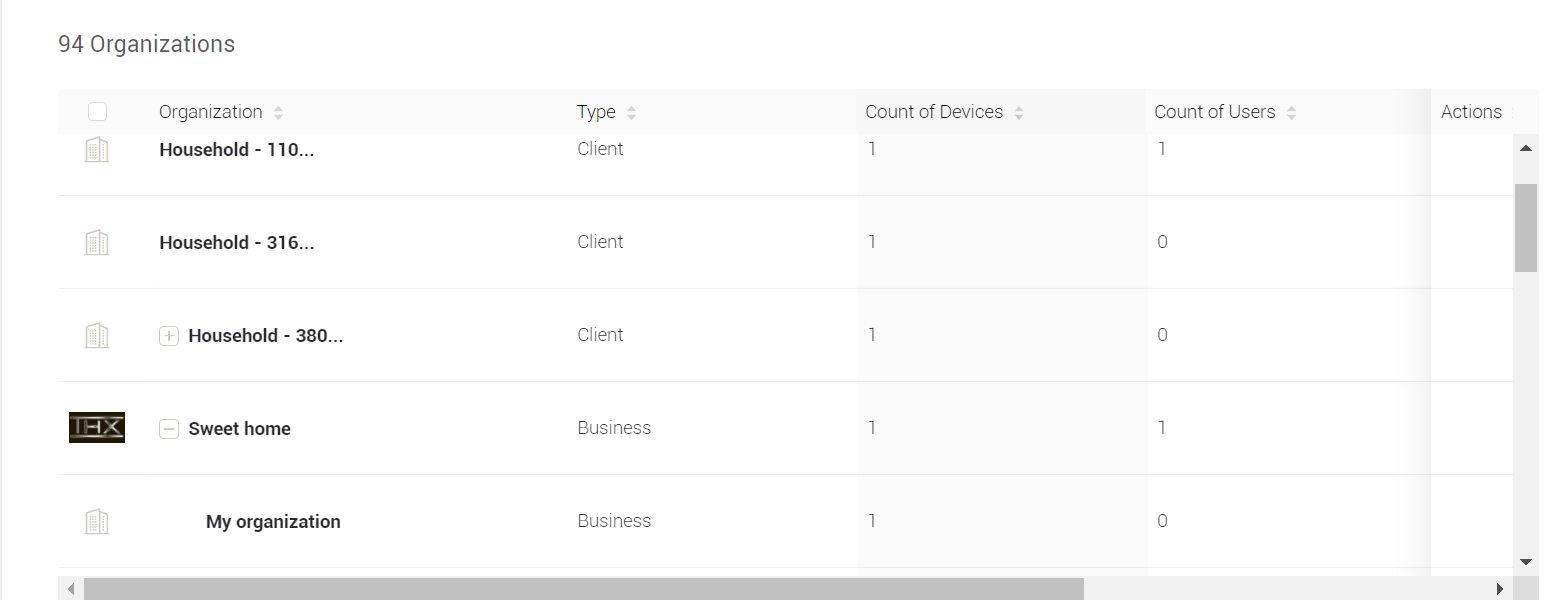 94 Organizations
Organization Type Count of Devices Count of Users Actions
Household - 110... Client 1 1
Household - 316... Client 1 0
Household - 380... Client 1 0
THX Sweet home Business 1 1
My organization Business 1 0